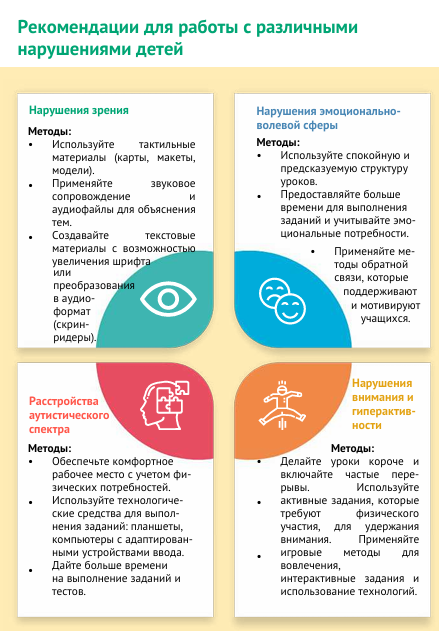 Рекомендации для работы с различными
нарушениями детей
Нарушения зрения
Методы:
• Используйте тактильные
материалы (карты, макеты,
модели).
• Применяйте звуковое
сопровождение и
аудиофайлы для объяснения
тем.
• Создавайте текстовые
материалы с возможностью
увеличения шрифта
или
преобразования
в аудио-
формат
(скрин-
ридеры).
Нарушения эмоционально-
волевой сферы
Методы:
• Используйте спокойную и
предсказуемую структуру
уроков.
• Предоставляйте больше
времени для выполнения
заданий и учитывайте эмо-
циональные потребности.
• Применяйте ме-
тоды обратной
связи, которые
поддерживают
и мотивируют
учащихся.
Расстройства
аутистического
спектра
Методы:
• Обеспечьте комфортное
рабочее место с учетом фи-
зических потребностей.
• Используйте технологиче-
ские средства для выпол-
нения заданий: планшеты,
компьютеры с адаптирован-
ными устройствами ввода.
• Дайте больше времени
на выполнение заданий и
тестов.
Нарушения
внимания и
гиперактив-
ности
Методы:
• Делайте уроки короче и
включайте частые пере-
рывы. Используйте
• активные задания, которые
требуют физического
участия, для удержания
внимания. Применяйте
• игровые методы для
вовлечения,
интерактивные задания и
использование технологий.